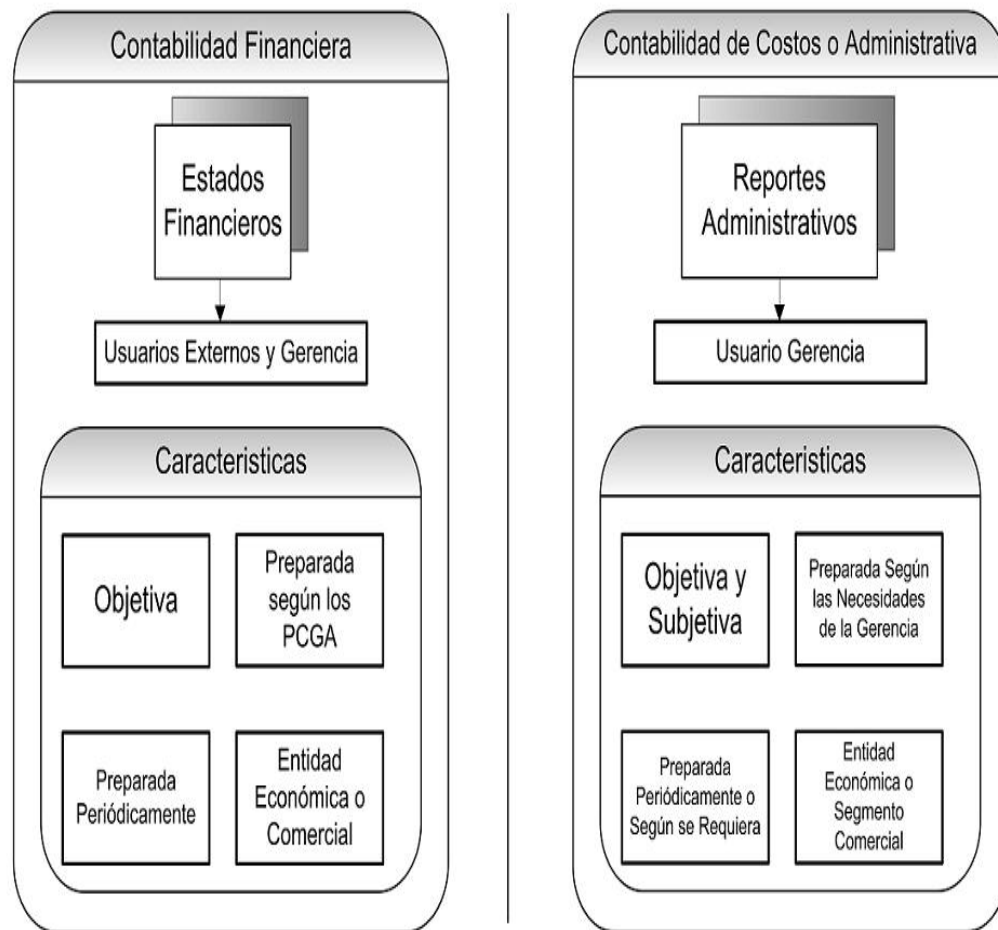 Contabilidad Financiera
Estados
Financieros
Usuarios Externos y Gerencia
Caracteristicas
Objetiva
Preparada
según los
PCGA
Preparada
Periódicamente
Entidad
Económica o
Comercial
Contabilidad de Costos o Administrativa
Reportes
Administrativos
Usuario Gerencia
Caracteristicas
Objetiva y
Subjetiva
Preparada Según
las Necesidades
de la Gerencia
Preparada
Periódicamente o
Según se Requiera
Entidad
Económica o
Segmento
Comercial